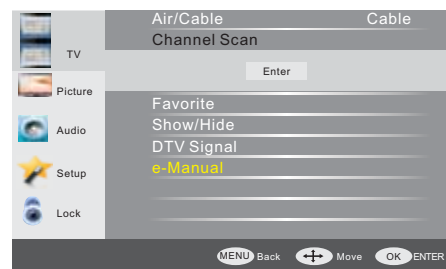 Air/Cable Cable
Channel Scan
TV
Enter
Picture
Favorite
Show/Hide
Audio
DTV Signal
e-Manual
Setup
Lock
MENU Back Move OK ENTER